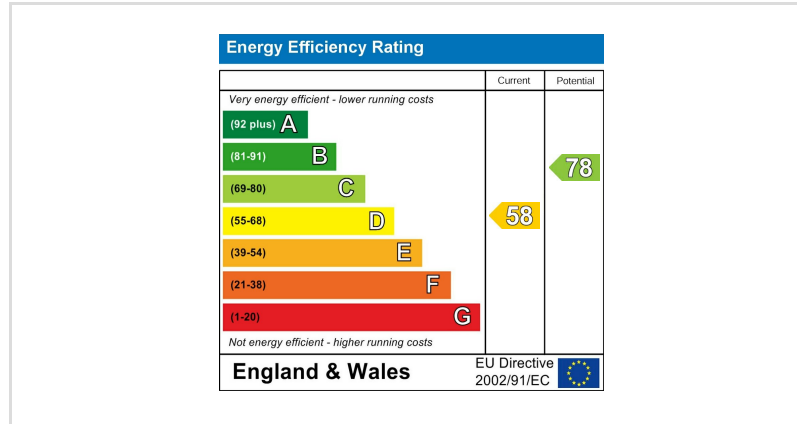 Energy Efficiency Rating
Current Potential
Very energy efficient - lower running costs
(92 plus) A
(81-91) B
(69-80) C
(55-68) D
(39-54) E
(21-38) F
(1-20) G
78
58
Not energy efficient - higher running costs
England & Wales
EU Directive
2002/91/EC